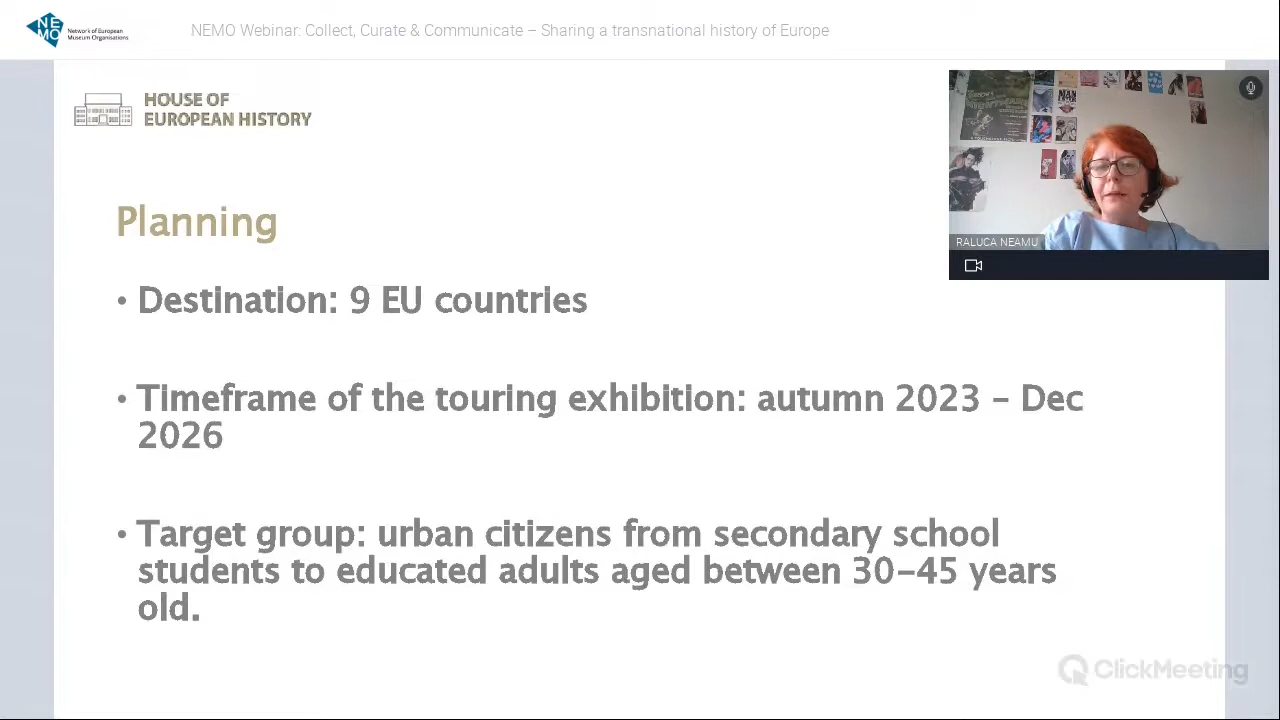 NEMO
Network of European
Museum Organisations
NEMO Webinar: Collect, Curate & Communicate – Sharing a transnational history of Europe
HOUSE OF
EUROPEAN HISTORY
RALUCA NEAMU
Planning
• Destination: 9 EU countries
• Timeframe of the touring exhibition: autumn 2023 – Dec
2026
• Target group: urban citizens from secondary school
students to educated adults aged between 30–45 years
old.
ClickMeeting